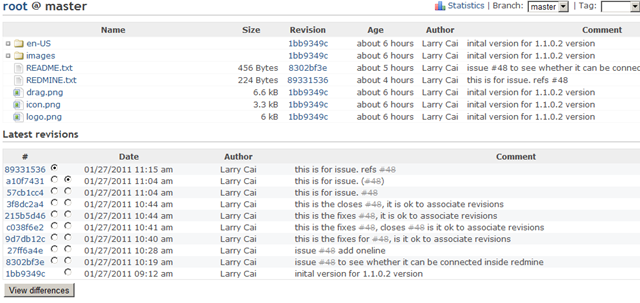 root @ master
Statistics | Branch: master | Tag:
Name Size Revision Age Author Comment
en-US 1bb9349c about 6 hours Larry Cai inital version for 1.1.0.2 version
images 1bb9349c about 6 hours Larry Cai inital version for 1.1.0.2 version
README.txt 456 Bytes 8302bf3e about 5 hours Larry Cai issue #48 to see whether it can be connec
REDMINE.txt 224 Bytes 89331536 about 4 hours Larry Cai this is for issue. refs #48
drag.png 6.6 kB 1bb9349c about 6 hours Larry Cai inital version for 1.1.0.2 version
icon.png 3.3 kB 1bb9349c about 6 hours Larry Cai inital version for 1.1.0.2 version
logo.png 6 kB 1bb9349c about 6 hours Larry Cai inital version for 1.1.0.2 version
Latest revisions
# Date Author Comment
89331536 01/27/2011 11:15 am Larry Cai this is for issue. refs #48
a10f7431 01/27/2011 11:04 am Larry Cai this is for issue. (#48)
57cb1cc4 01/27/2011 11:04 am Larry Cai this is for issue. #48
3f8dc2a4 01/27/2011 10:44 am Larry Cai this is the closes #48, it is ok to associate revisions
215b5d46 01/27/2011 10:44 am Larry Cai this is the fixes #48, it is ok to associate revisions
c038f6e2 01/27/2011 10:41 am Larry Cai this is the fixes #48, closes #48 is it ok to associate revisions
9d7db12c 01/27/2011 10:40 am Larry Cai this is the fixes for #48, is it ok to associate revisions
27ff6a4e 01/27/2011 10:28 am Larry Cai issue #48 add oneline
8302bf3e 01/27/2011 10:19 am Larry Cai issue #48 to see whether it can be connected inside redmine
1bb9349c 01/27/2011 09:12 am Larry Cai inital version for 1.1.0.2 version
View differences